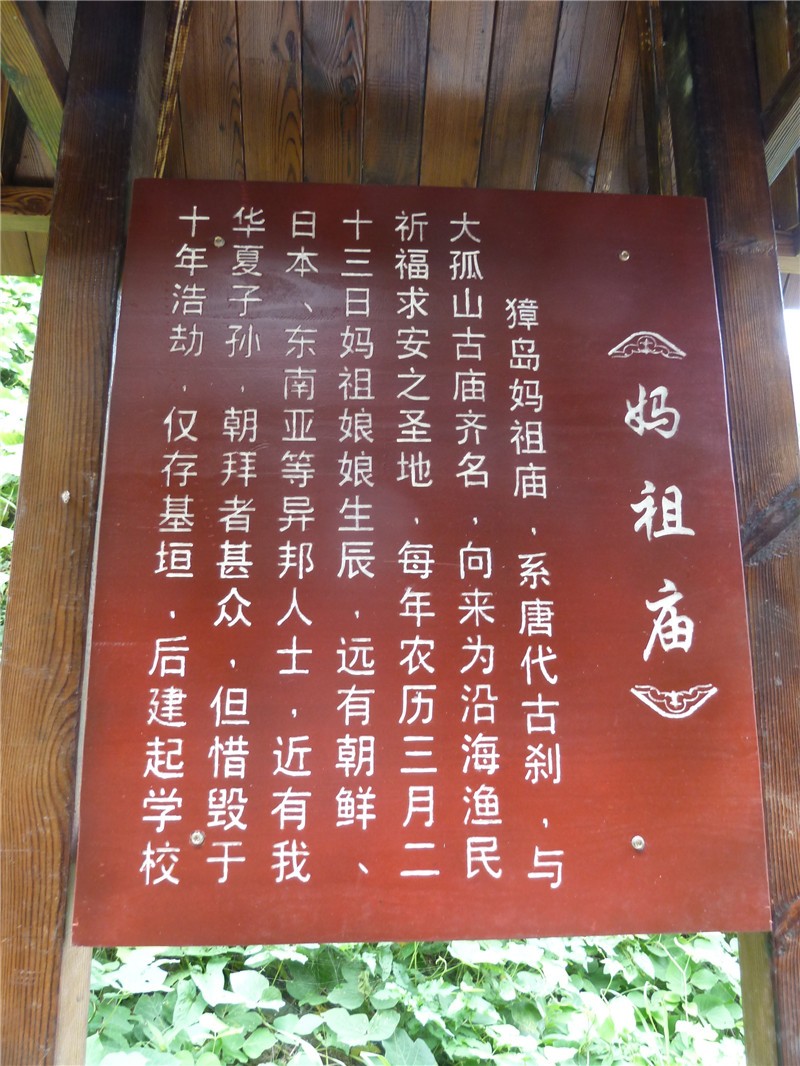 妈祖庙
獐岛妈祖庙，系唐代古刹，与
大孤山古庙齐名，向来为沿海渔民
祈福求安之圣地，每年农历三月二
十三日妈祖娘娘生辰，远有朝鲜、
日本、东南亚等异邦人士，近有我
华夏子孙，朝拜者甚众，但惜毁于
十年浩劫，仅存基垣，后建起学校